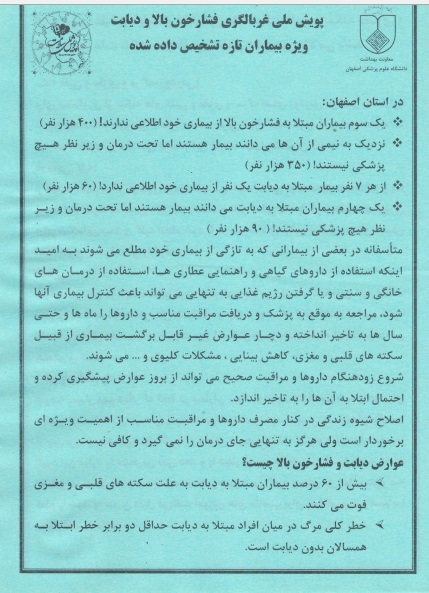 پویش ملی غربالگری فشارخون بالا و دیابت
ویژه بیماران تازه تشخیص داده شده
معاونت بهداشت
دانشگاه علوم پزشکی اصفهان
در استان اصفهان:
❖ یک سوم بیماران مبتلا به فشارخون بالا از بیماری خود اطلاعی ندارند! (۴۰۰ هزار نفر)
❖ نزدیک به نیمی از آن ها می دانند بیمار هستند اما تحت درمان و زیر نظر هیچ
پزشکی نیستند! (۳۵۰ هزار نفر)
❖ از هر ۷ نفر بیمار مبتلا به دیابت یک نفر از بیماری خود اطلاعی ندارد! (۶۰ هزار نفر)
❖ یک چهارم بیماران مبتلا به دیابت می دانند بیمار هستند اما تحت درمان و زیر
نظر هیچ پزشکی نیستند! ( ۹۰ هزار نفر )
متأسفانه در بعضی از بیمارانی که به تازگی از بیماری خود مطلع می شوند به امید
اینکه استفاده از داروهای گیاهی و راهنمایی عطاری ها، استفاده از درمان های
خانگی و سنتی و یا گرفتن رژیم غذایی به تنهایی می تواند باعث کنترل بیماری آنها
شود، مراجعه به موقع به پزشک و دریافت مراقبت مناسب و داروها را ماه ها و حتی
سال ها به تاخیر انداخته و دچار عوارض غیر قابل برگشت بیماری از قبیل
سکته های قلبی و مغزی، کاهش بینایی ، مشکلات کلیوی و ... می شوند.
شروع زودهنگام داروها و مراقبت صحیح می تواند از بروز عوارض پیشگیری کرده و
احتمال ابتلا به آن ها را به تاخیر اندازد.
اصلاح شیوه زندگی در کنار مصرف داروها و مراقبت مناسب از اهمیت ویژه ای
برخوردار است ولی هرگز به تنهایی جای درمان را نمی گیرد و کافی نیست.
عوارض دیابت و فشارخون بالا چیست؟
➢ بیش از ۶۰ درصد بیماران مبتلا به دیابت به علت سکته های قلبی و مغزی
فوت می کنند.
➢ خطر کلی مرگ در میان افراد مبتلا به دیابت حداقل دو برابر خطر ابتلا به
همسالان بدون دیابت است.